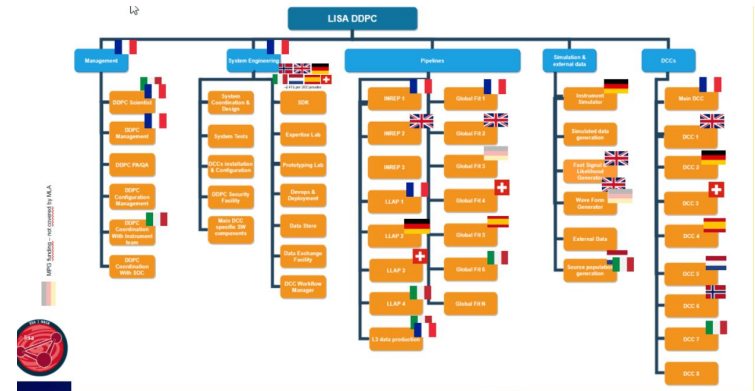 LISA DDPC
Management
System Engineering
Pipelines
Simulation &
external data
DCCs
DDPC Scientist
DDPC
Management
DDPC PA/QA
DDPC
Configuration
Management
DDPC
Coordination
With Instrument
team
DDPC
Coordination
With SOC
System
Coordination &
Design
System Tests
DCCs Installation
& Configuration
DDPC Security
Facility
Main DCC
specific SW
components
SDE
Expertise Lab
Prototyping Lab
Devops &
Deployment
Data Store
Data Exchange
Facility
DCC Workflow
Manager
INREP 1
INREP 2
INREP 3
LLAP 1
LLAP 2
LLAP 3
LLAP 4
L3 data production
Global Fit 1
Global Fit 2
Global Fit 3
Global Fit 4
Global Fit 5
Global Fit 6
Global Fit N
Instrument
Simulator
Simulated data
generation
Fast Signal
Likelihood
Generator
Wave Form
Generator
External Data
Source population
generation
Main DCC
DCC 1
DCC 2
DCC 3
DCC 4
DCC 5
DCC 6
DCC 7
DCC 8
MPG funding – not covered by MLA